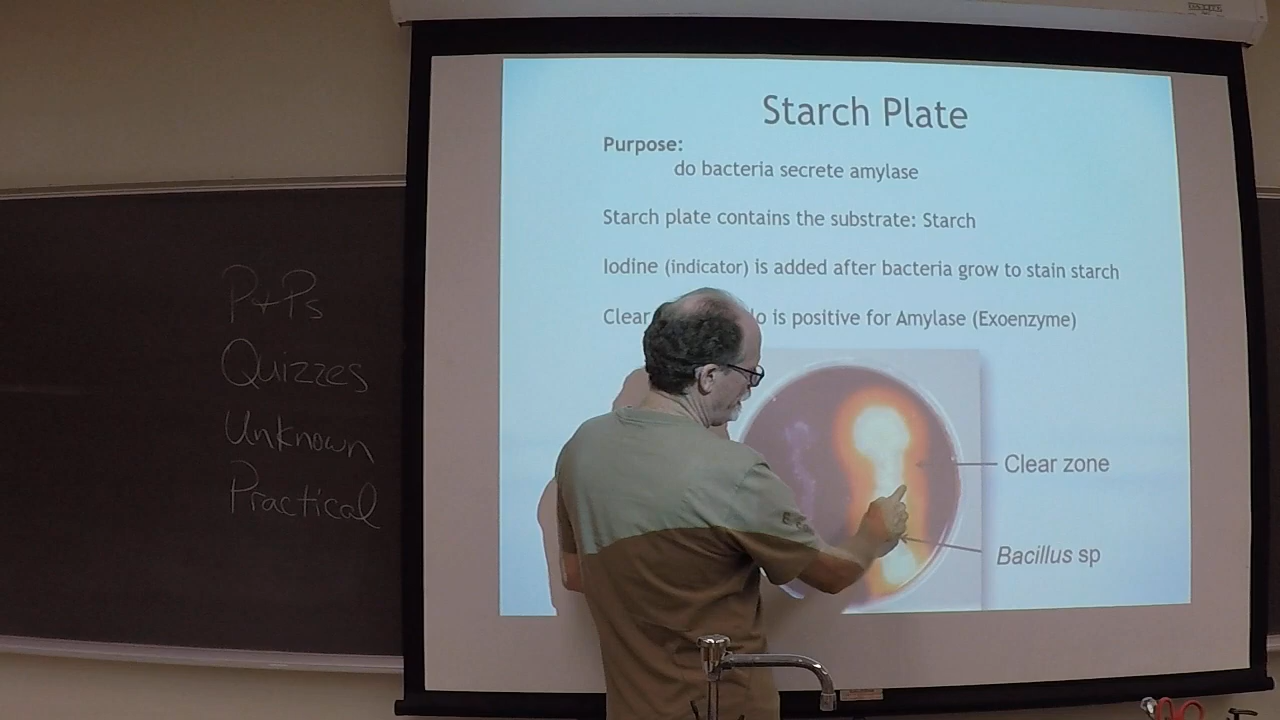 P+Ps
Quizzes
Unknown
Practical
Starch Plate
Purpose:
do bacteria secrete amylase
Starch plate contains the substrate: Starch
Iodine (indicator) is added after bacteria grow to stain starch
Clear is positive for Amylase (Exoenzyme)
Clear zone
Bacillus sp